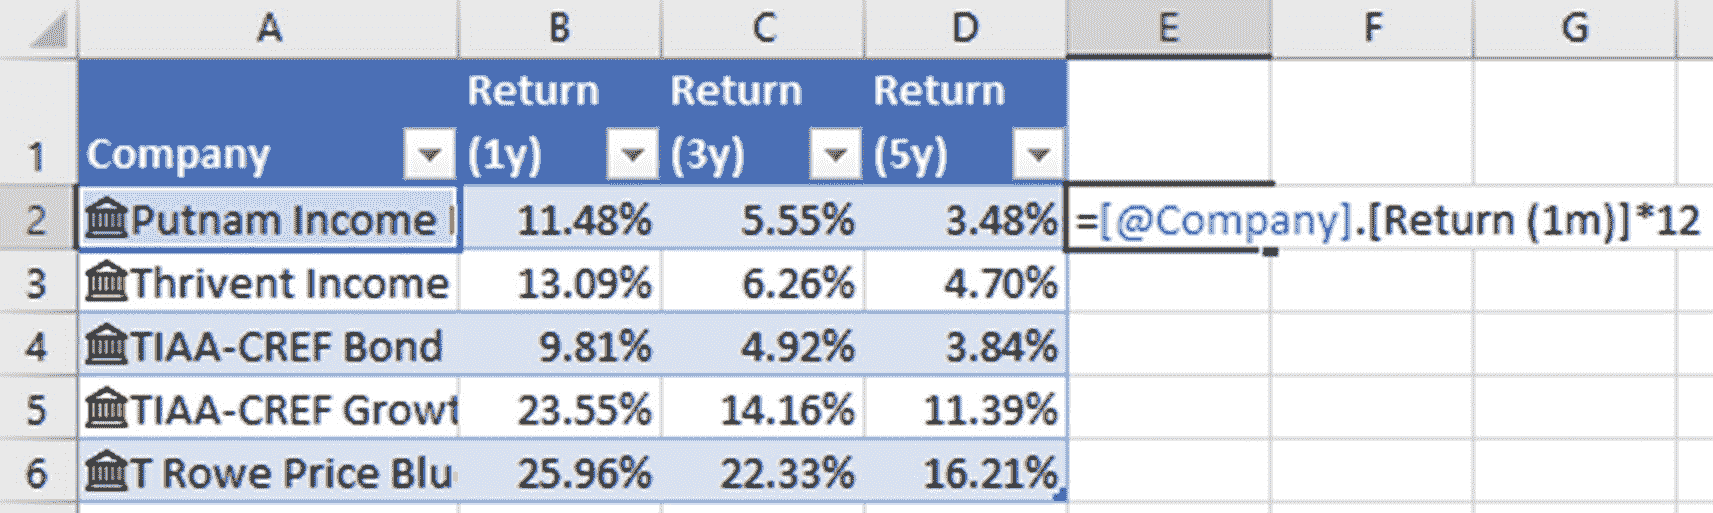 A B C D E F G
Return Return Return
1 Company (1y) (3y) (5y)
2 Putnam Income 11.48% 5.55% 3.48% =[@Company].[Return (1m)]*12
3 Thrivent Income 13.09% 6.26% 4.70%
4 TIAA-CREF Bond 9.81% 4.92% 3.84%
5 TIAA-CREF Growt 23.55% 14.16% 11.39%
6 T Rowe Price Blu 25.96% 22.33% 16.21%